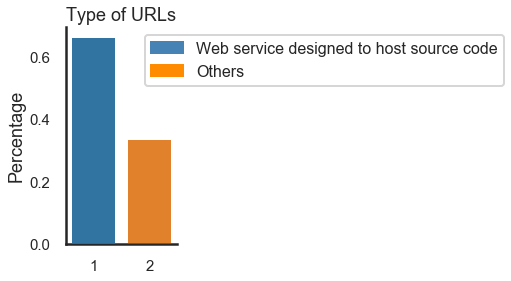 Type of URLs
Web service designed to host source code
Others
Percentage
0.6
0.4
0.2
0.0
1 2